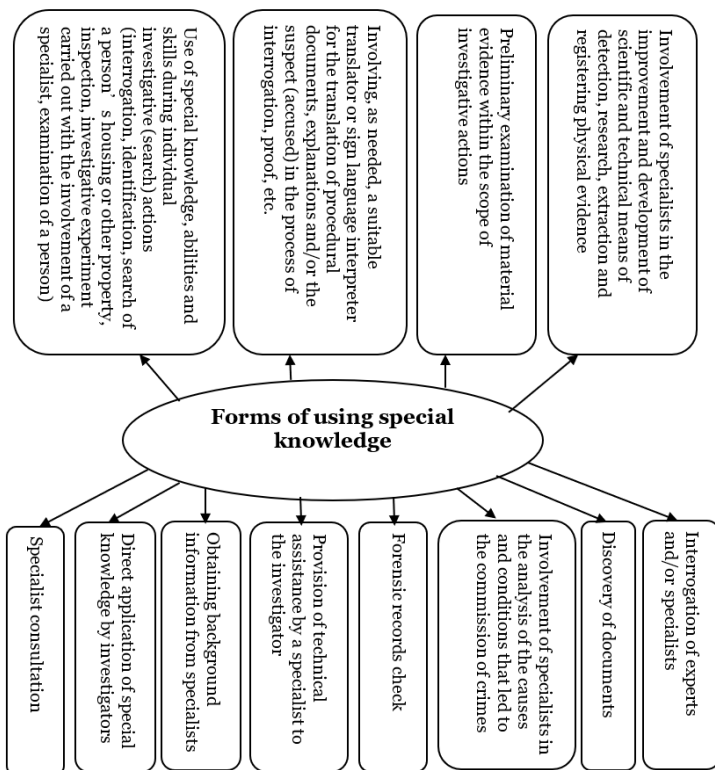 Use of special knowledge, abilities and
skills during individual
investigative (search) actions
(interrogation, identification, search of
a person’s housing or other property,
inspection, investigative experiment
carried out with the involvement of a
specialist, examination of a person)
Involving, as needed, a suitable
translator or sign language interpreter
for the translation of procedural
documents, explanations and/or the
suspect (accused) in the process of
interrogation, proof, etc.
Preliminary examination of material
evidence within the scope of
investigative actions
Involvement of specialists in the
improvement and development of
scientific and technical means of
detection, research, extraction and
registering physical evidence
Forms of using special
knowledge
Specialist consultation
Direct application of special
knowledge by investigators
Obtaining background
information from specialists
Provision of technical
assistance by a specialist to
the investigator
Forensic records check
Involvement of specialists in
the analysis of the causes
and conditions that led to
the commission of crimes
Discovery of documents
Interrogation of experts
and/or specialists